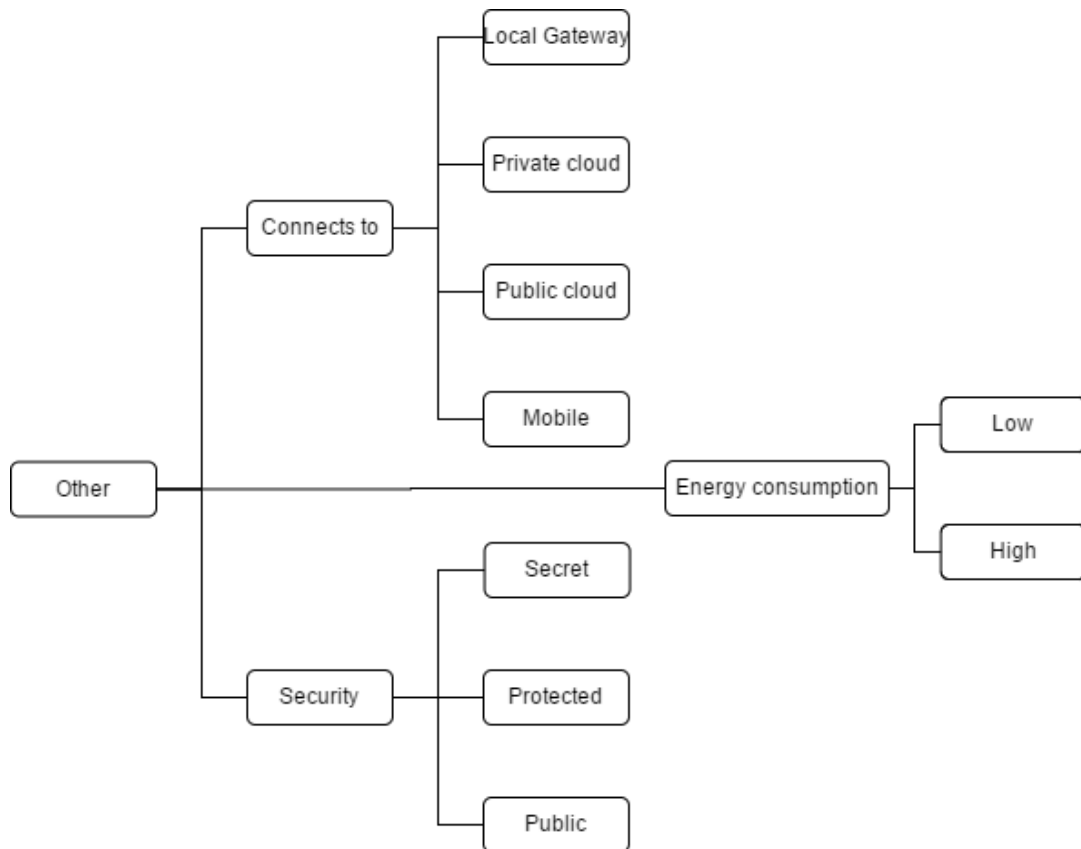 Local Gateway
Private cloud
Connects to
Public cloud
Mobile
Low
Other
Energy consumption
High
Secret
Security
Protected
Public